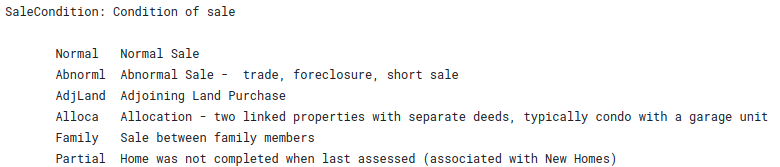 SaleCondition: Condition of sale
Normal Normal Sale
Abnorml Abnormal Sale - trade, foreclosure, short sale
AdjLand Adjoining Land Purchase
Alloca Allocation - two linked properties with separate deeds, typically condo with a garage unit
Family Sale between family members
Partial Home was not completed when last assessed (associated with New Homes)